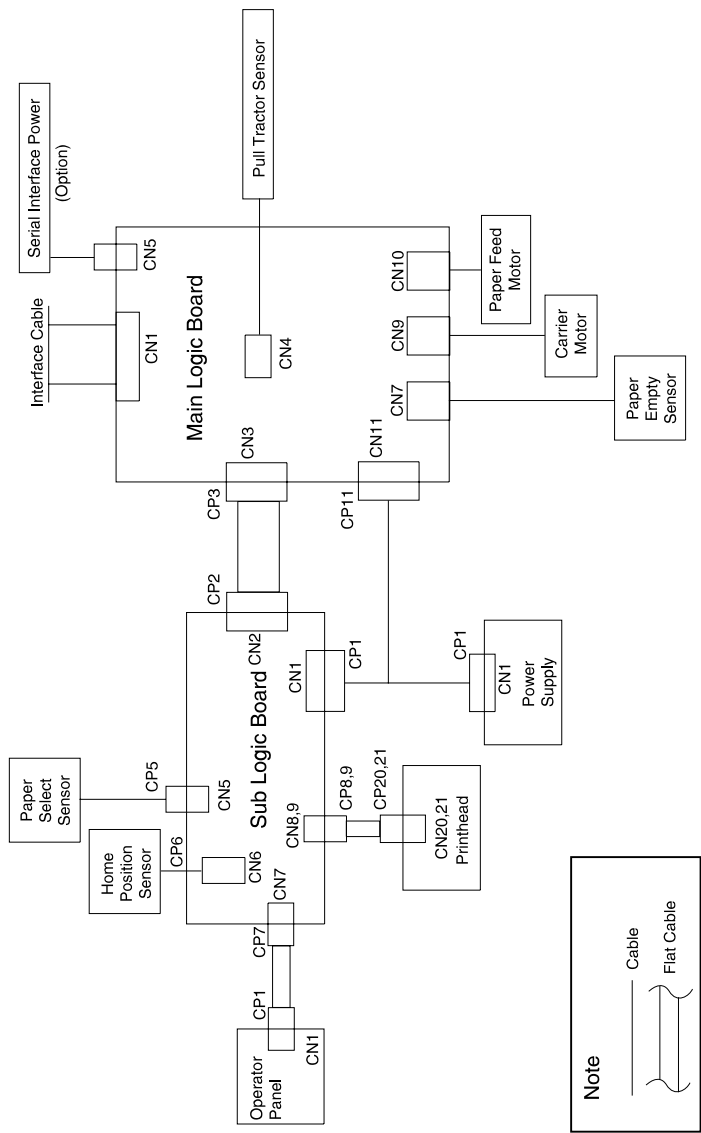 Pull Tractor Sensor
Serial Interface Power
(Option)
CN5
Interface Cable
CN1
Main Logic Board
CN4
CN10
Paper Feed
Motor
CN9
Carrier
Motor
CN7
Paper
Empty
Sensor
CN3
CP3
CN11
CP11
CP2
CN2
Sub Logic Board
CN1
CP1
CP1
CN1
Power
Supply
Paper
Select
Sensor
CP5
CN5
Home
Position
Sensor
CP6
CN6
CN8,9
CP8,9
CP20,21
CN20,21
Printhead
CN7
CP7
CP1
CN1
Operator
Panel
Note
Cable
Flat Cable